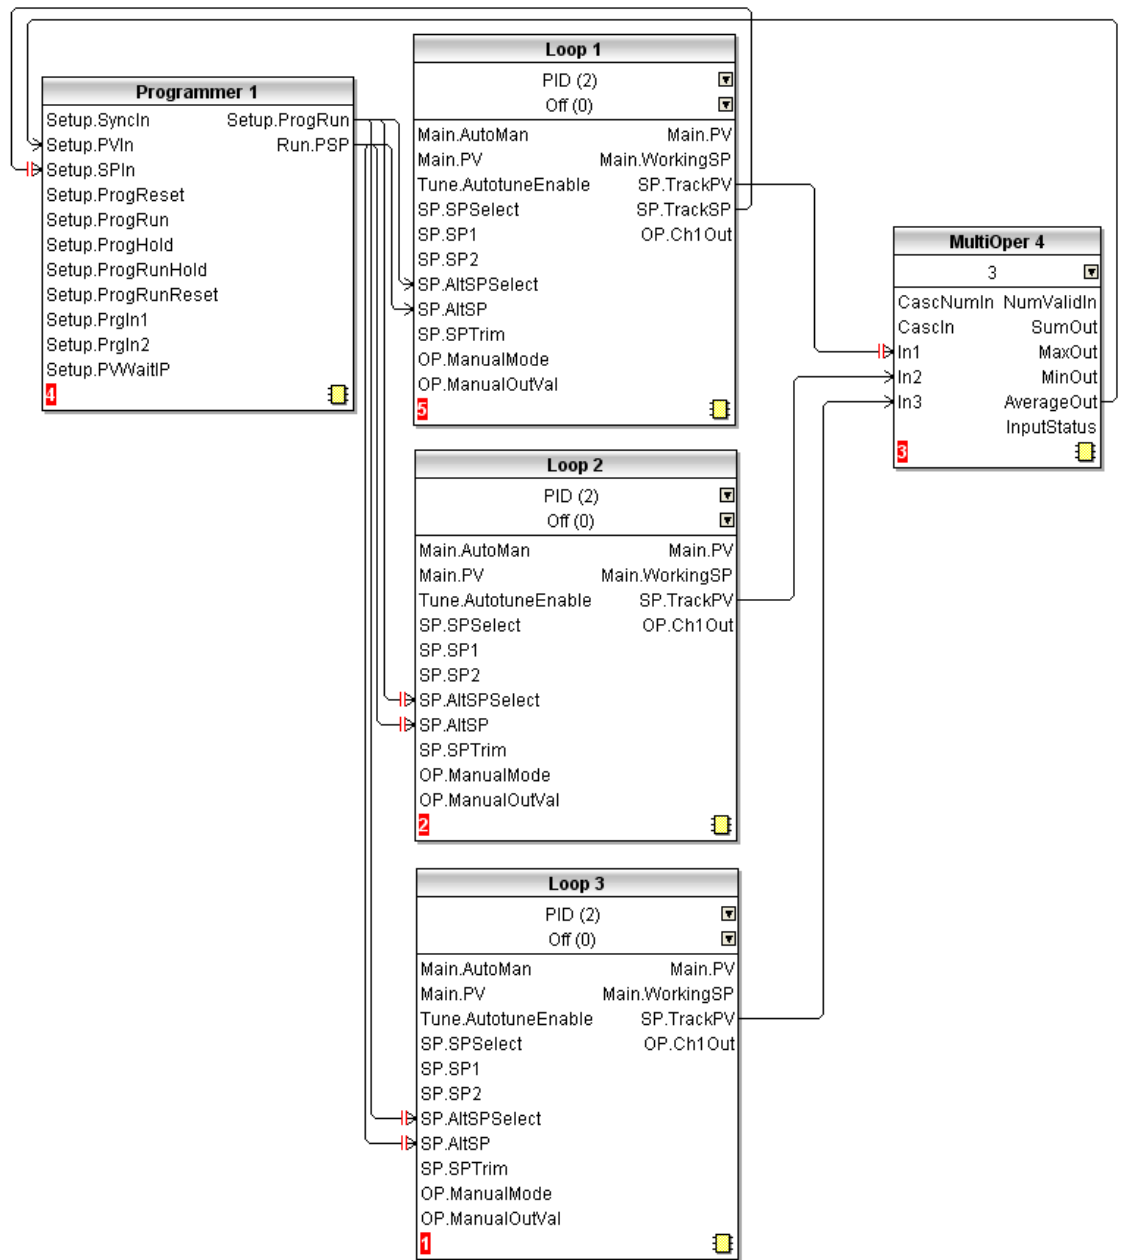 Programmer 1
Setup.SyncIn Setup.ProgRun
Setup.PVIn Run.PSP
Setup.SPIn
Setup.ProgReset
Setup.ProgRun
Setup.ProgHold
Setup.ProgRunHold
Setup.ProgRunReset
Setup.PrgIn1
Setup.PrgIn2
Setup.PVWaitIP
4
Loop 1
PID (2)
Off (0)
Main.AutoMan Main.PV
Main.PV Main.WorkingSP
Tune.AutotuneEnable SP.TrackPV
SP.SPSelect SP.TrackSP
SP.SP1 OP.Ch1Out
SP.SP2
SP.AltSPSelect
SP.AltSP
SP.SPTrim
OP.ManualMode
OP.ManualOutVal
5
MultiOper 4
3
CascNumIn NumValidIn
CascIn SumOut
In1 MaxOut
In2 MinOut
In3 AverageOut
InputStatus
3
Loop 2
PID (2)
Off (0)
Main.AutoMan Main.PV
Main.PV Main.WorkingSP
Tune.AutotuneEnable SP.TrackPV
SP.SPSelect OP.Ch1Out
SP.SP1
SP.SP2
SP.AltSPSelect
SP.AltSP
SP.SPTrim
OP.ManualMode
OP.ManualOutVal
2
Loop 3
PID (2)
Off (0)
Main.AutoMan Main.PV
Main.PV Main.WorkingSP
Tune.AutotuneEnable SP.TrackPV
SP.SPSelect OP.Ch1Out
SP.SP1
SP.SP2
SP.AltSPSelect
SP.AltSP
SP.SPTrim
OP.ManualMode
OP.ManualOutVal
1